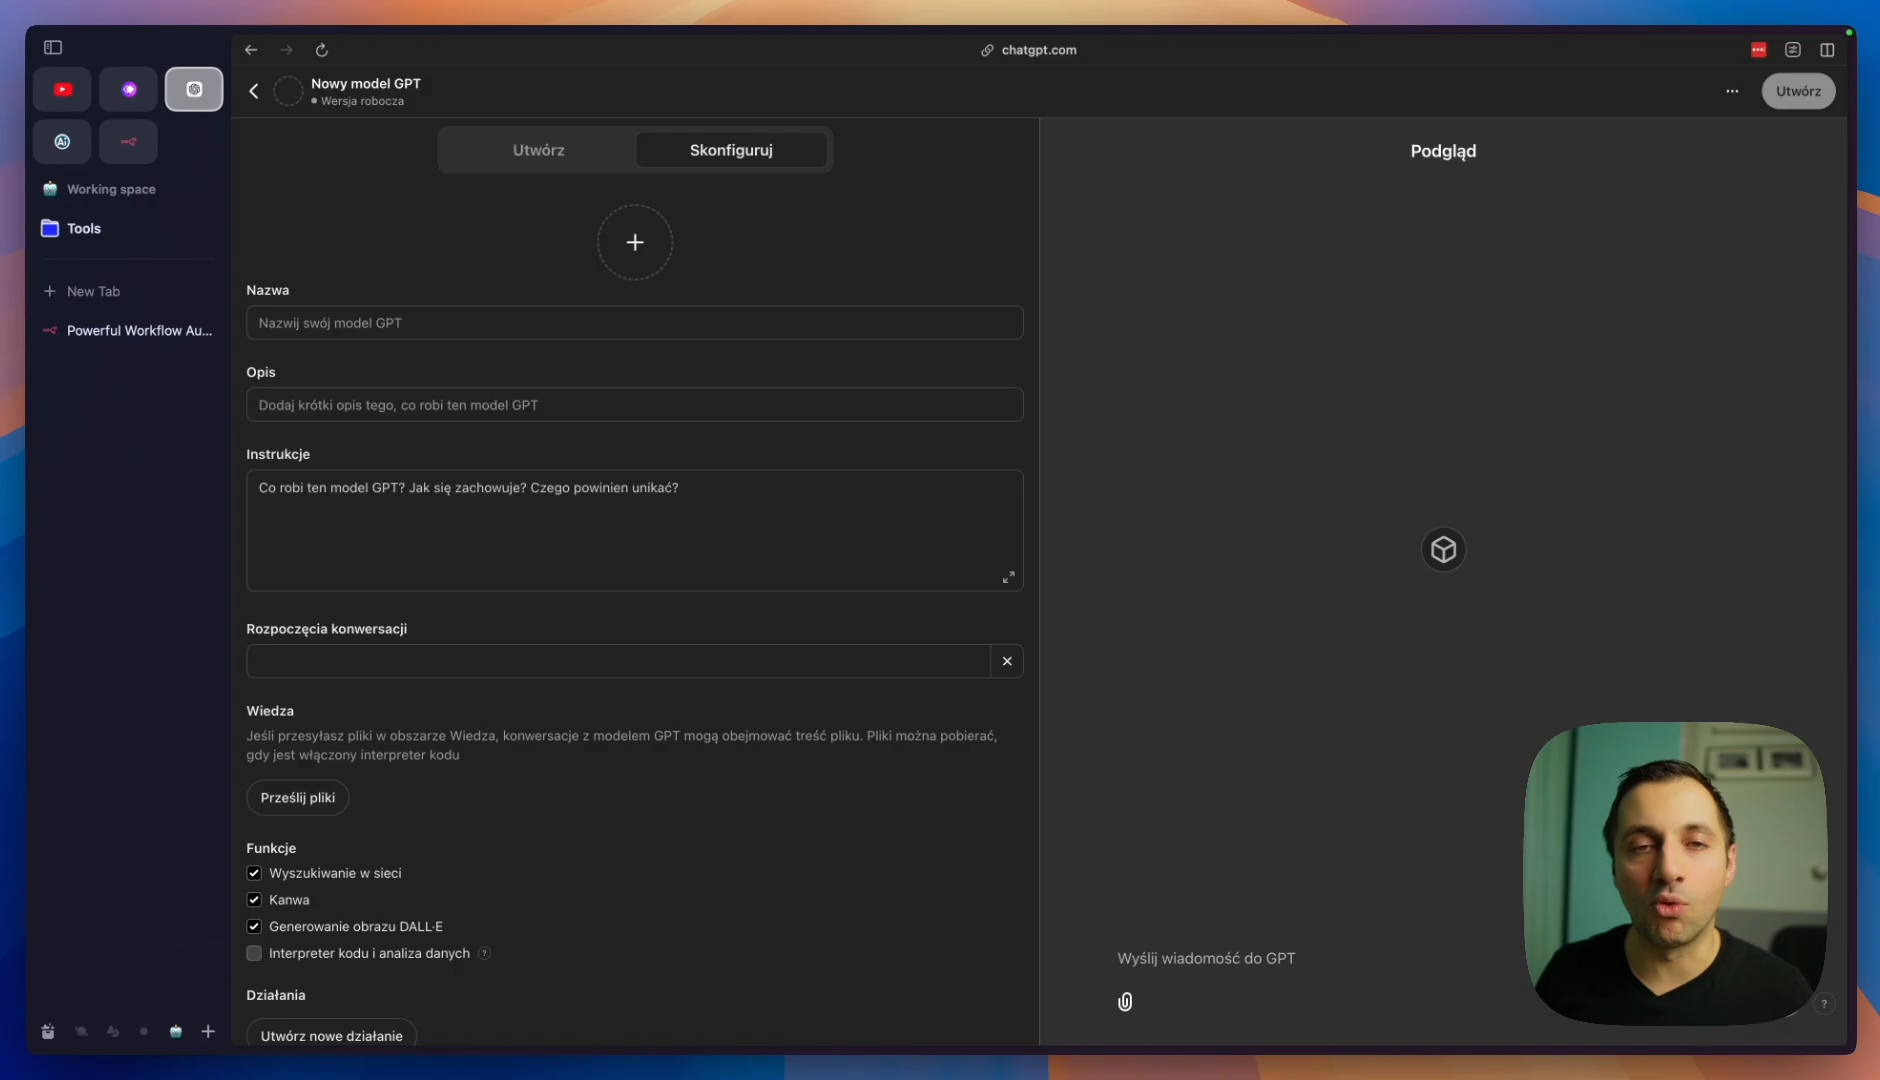 chatgpt.com
Nowy model GPT
Wersja robocza
Utwórz
Ai
Working space
Tools
New Tab
Powerful Workflow Au...
Utwórz
Skonfiguruj
Nazwa
Nazwij swój model GPT
Opis
Dodaj krótki opis tego, co robi ten model GPT
Instrukcje
Co robi ten model GPT? Jak się zachowuje? Czego powinien unikać?
Rozpoczęcia konwersacji
Wiedza
Jeśli przesyłasz pliki w obszarze Wiedza, konwersacje z modelem GPT mogą obejmować treść pliku. Pliki można pobierać,
gdy jest włączony interpreter kodu
Prześlij pliki
Funkcje
Wyszukiwanie w sieci
Kanwa
Generowanie obrazu DALL·E
Interpreter kodu i analiza danych ?
Działania
Utwórz nowe działanie
Podgląd
Wyślij wiadomość do GPT
?